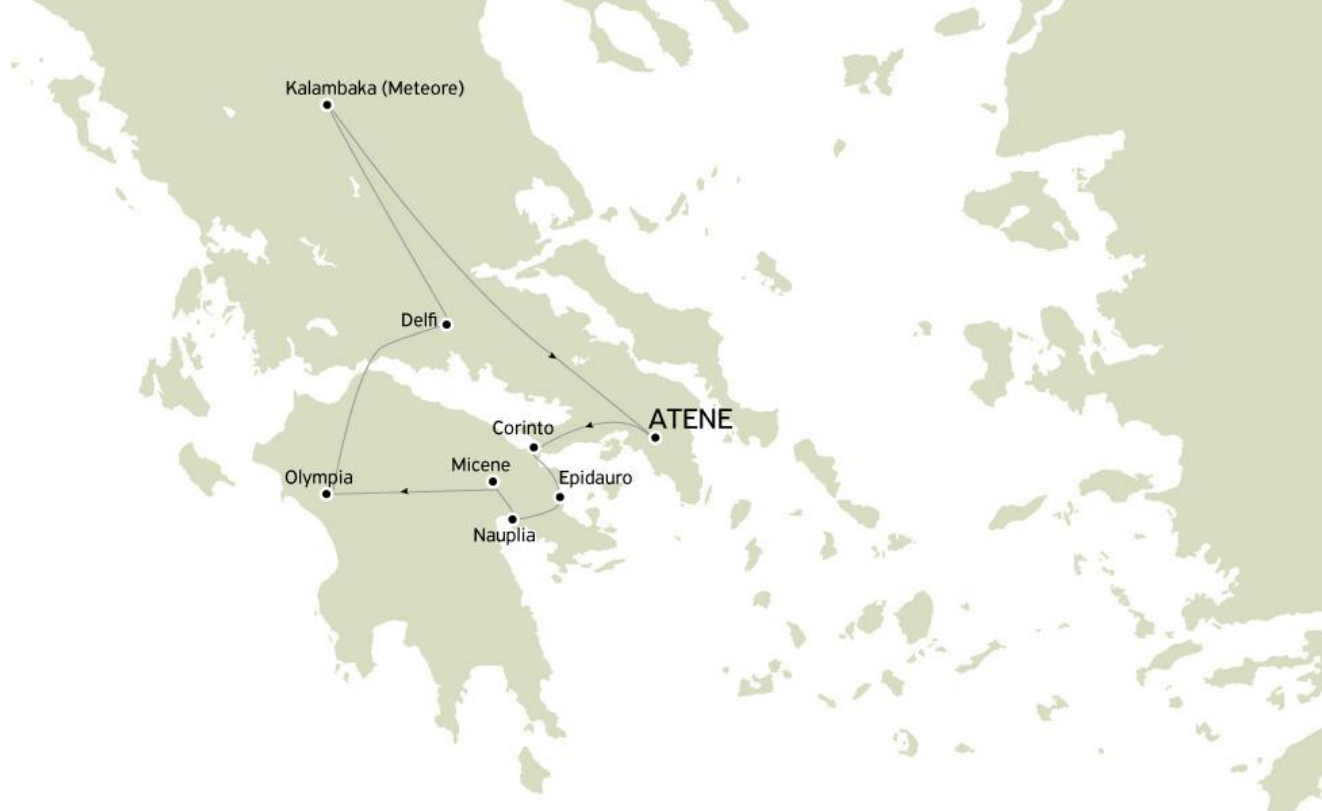 Kalambaka (Meteore)
Delfi
ATENE
Corinto
Micene
Olympia
Epidauro
Nauplia